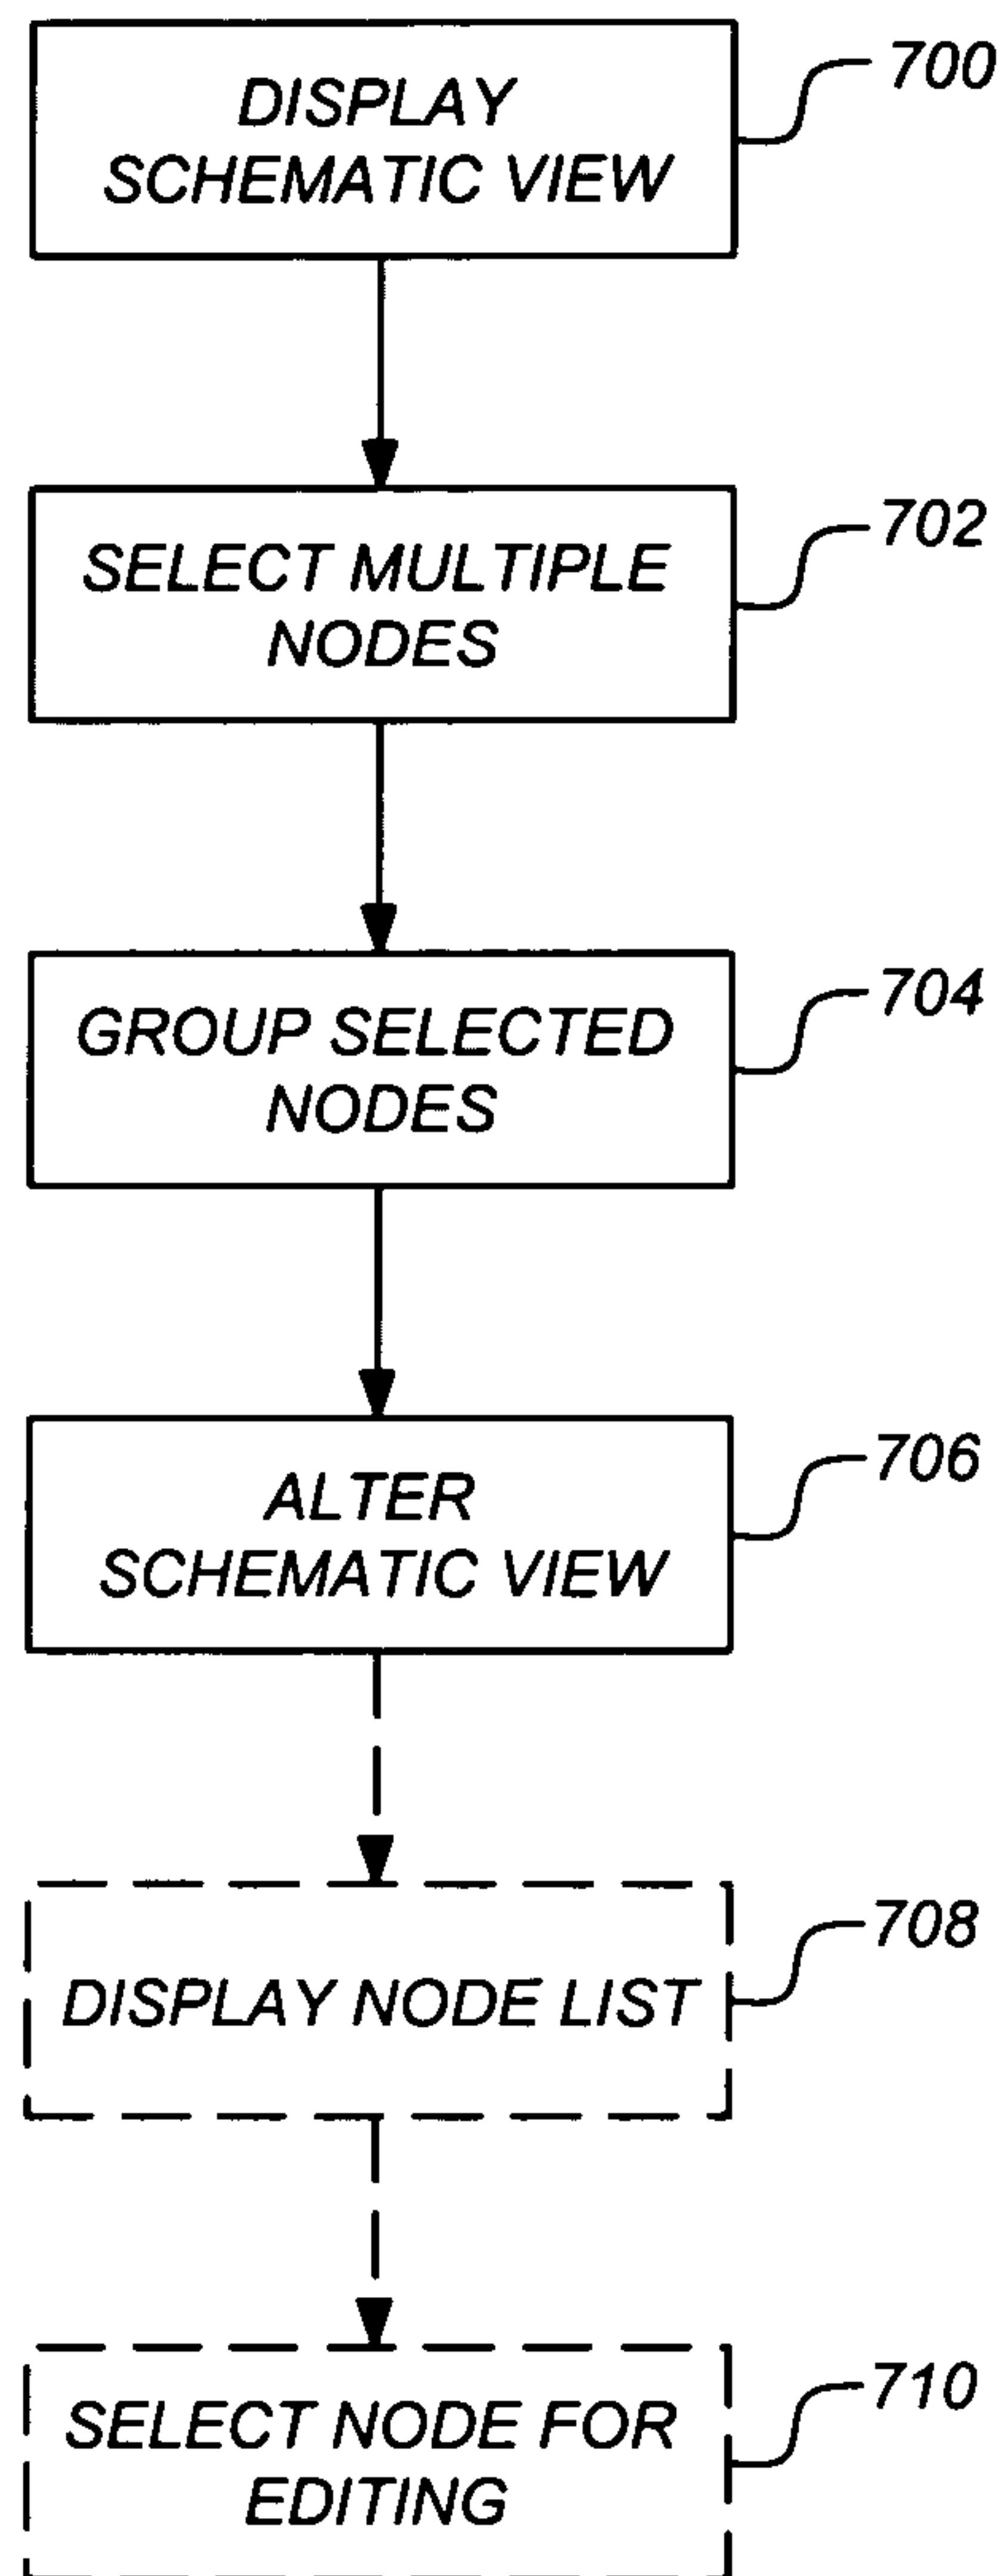 DISPLAY
SCHEMATIC VIEW
700
SELECT MULTIPLE
NODES
702
GROUP SELECTED
NODES
704
ALTER
SCHEMATIC VIEW
706
DISPLAY NODE LIST
708
SELECT NODE FOR
EDITING
710